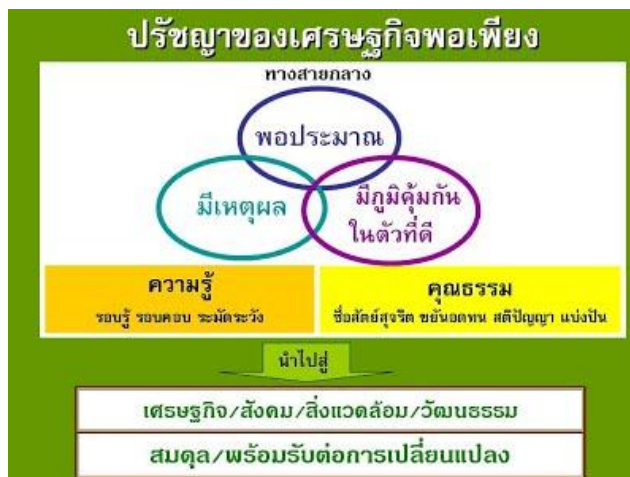 ปรัชญาของเศรษฐกิจพอเพียง
ทางสายกลาง
พอประมาณ
มีเหตุผล
มีภูมิคุ้มกัน
ในตัวที่ดี
ความรู้
รอบรู้ รอบคอบ ระมัดระวัง
คุณธรรม
ซื่อสัตย์สุจริต ขยันอดทน สติปัญญา แบ่งปัน
นำไปสู่
เศรษฐกิจ/สังคม/สิ่งแวดล้อม/วัฒนธรรม
สมดุล/พร้อมรับต่อการเปลี่ยนแปลง